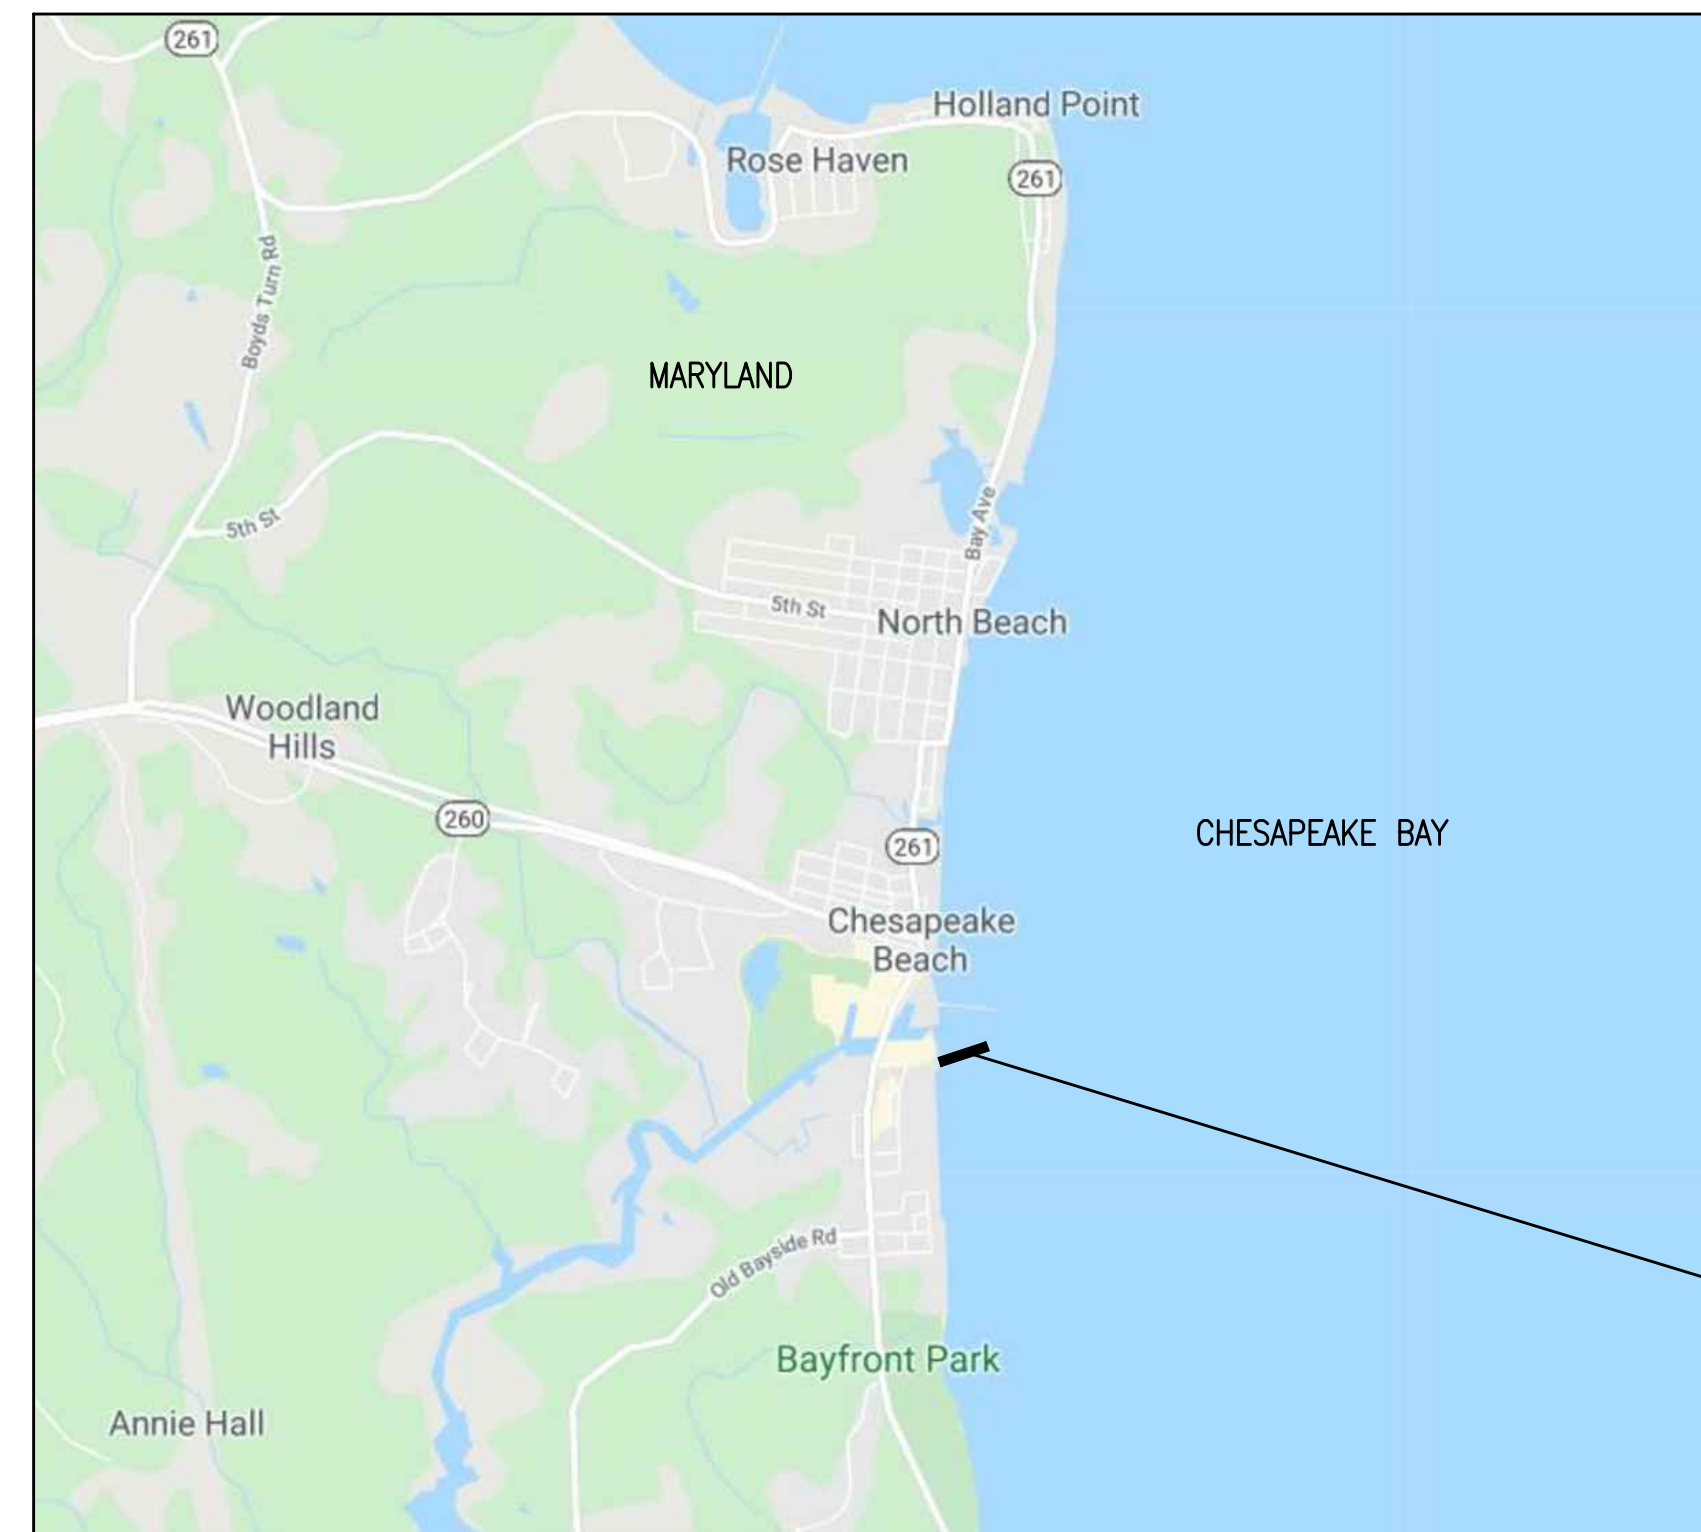 261
Holland Point
Rose Haven
261
Boyds Turn Rd
MARYLAND
5th St
Bay Ave
5th St
North Beach
Woodland
Hills
260
261
CHESAPEAKE BAY
Chesapeake
Beach
Old Bayside Rd
Bayfront Park
Annie Hall